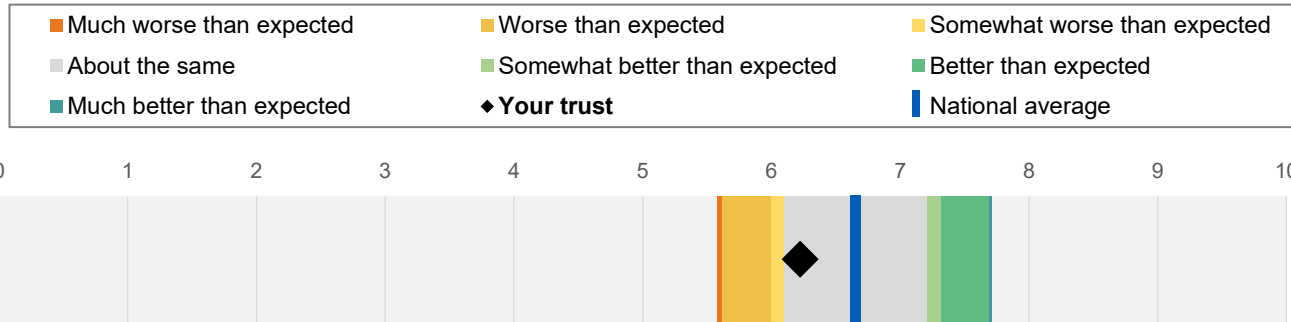 Much worse than expected Worse than expected Somewhat worse than expected
About the same Somewhat better than expected Better than expected
Much better than expected Your trust National average
0 1 2 3 4 5 6 7 8 9 10